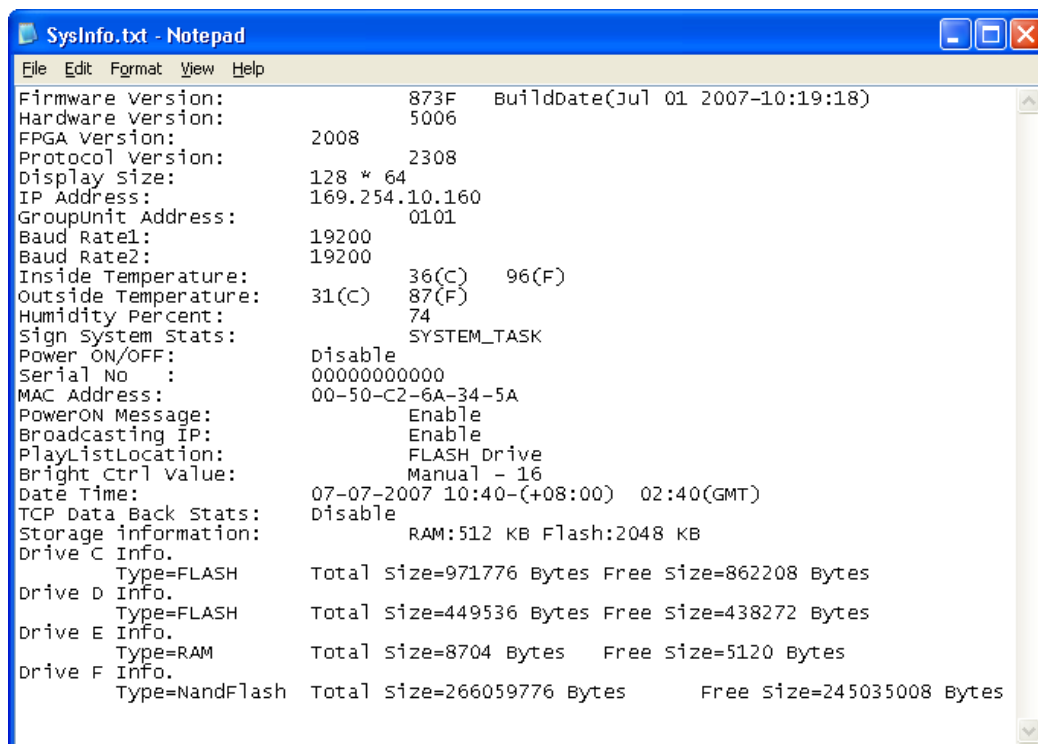 SysInfo.txt - Notepad
File Edit Format View Help
Firmware Version: 873F BuildDate(Jul 01 2007-10:19:18)
Hardware Version: 5006
FPGA Version: 2008
Protocol Version: 2308
Display Size: 128 * 64
IP Address: 169.254.10.160
GroupUnit Address: 0101
Baud Rate1: 19200
Baud Rate2: 19200
Inside Temperature: 36(C) 96(F)
Outside Temperature: 31(C) 87(F)
Humidity Percent: 74
Sign System Stats: SYSTEM_TASK
Power ON/OFF: Disable
Serial No : 00000000000
MAC Address: 00-50-C2-6A-34-5A
PowerON Message: Enable
Broadcasting IP: Enable
PlayListLocation: FLASH Drive
Bright Ctrl Value: Manual - 16
Date Time: 07-07-2007 10:40-(+08:00) 02:40(GMT)
TCP Data Back Stats: Disable
Storage information: RAM:512 KB Flash:2048 KB
Drive C Info.
Type=FLASH Total Size=971776 Bytes Free Size=862208 Bytes
Drive D Info.
Type=FLASH Total Size=449536 Bytes Free Size=438272 Bytes
Drive E Info.
Type=RAM Total Size=8704 Bytes Free Size=5120 Bytes
Drive F Info.
Type=NandFlash Total Size=266059776 Bytes Free Size=245035008 Bytes